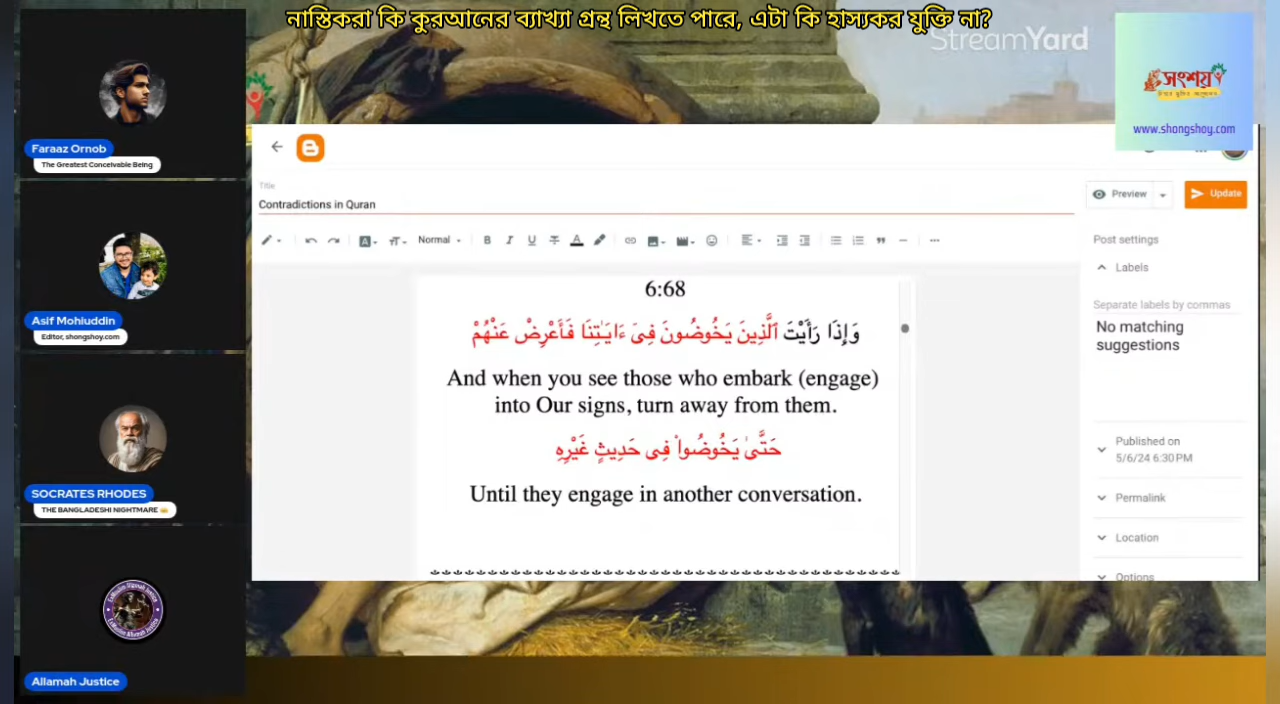 নাস্তিকরা কি কুরআনের ব্যাখ্যা গ্রন্থ লিখতে পারে, এটা কি হাস্যকর যুক্তি না?
StreamYard
সংশয়
www.shongshoy.com
Faraaz Ornob
The Greatest Conceivable Being
Asif Mohiuddin
Editor, shongshoy.com
SOCRATES RHODES
THE BANGLADESHI NIGHTMARE
Allamah Justice
Title
Contradictions in Quran
Preview
Update
Normal
6:68
وَإِذَا رَأَيْتَ ٱلَّذِينَ يَخُوضُونَ فِىٓ ءَايَـٰتِنَا فَأَعْرِضْ عَنْهُمْ
And when you see those who embark (engage)
into Our signs, turn away from them.
حَتَّىٰ يَخُوضُوا۟ فِى حَدِيثٍ غَيْرِهِ
Until they engage in another conversation.
Post settings
Labels
Separate labels by commas
No matching
suggestions
Published on
5/6/24 6:30 PM
Permalink
Location
Options